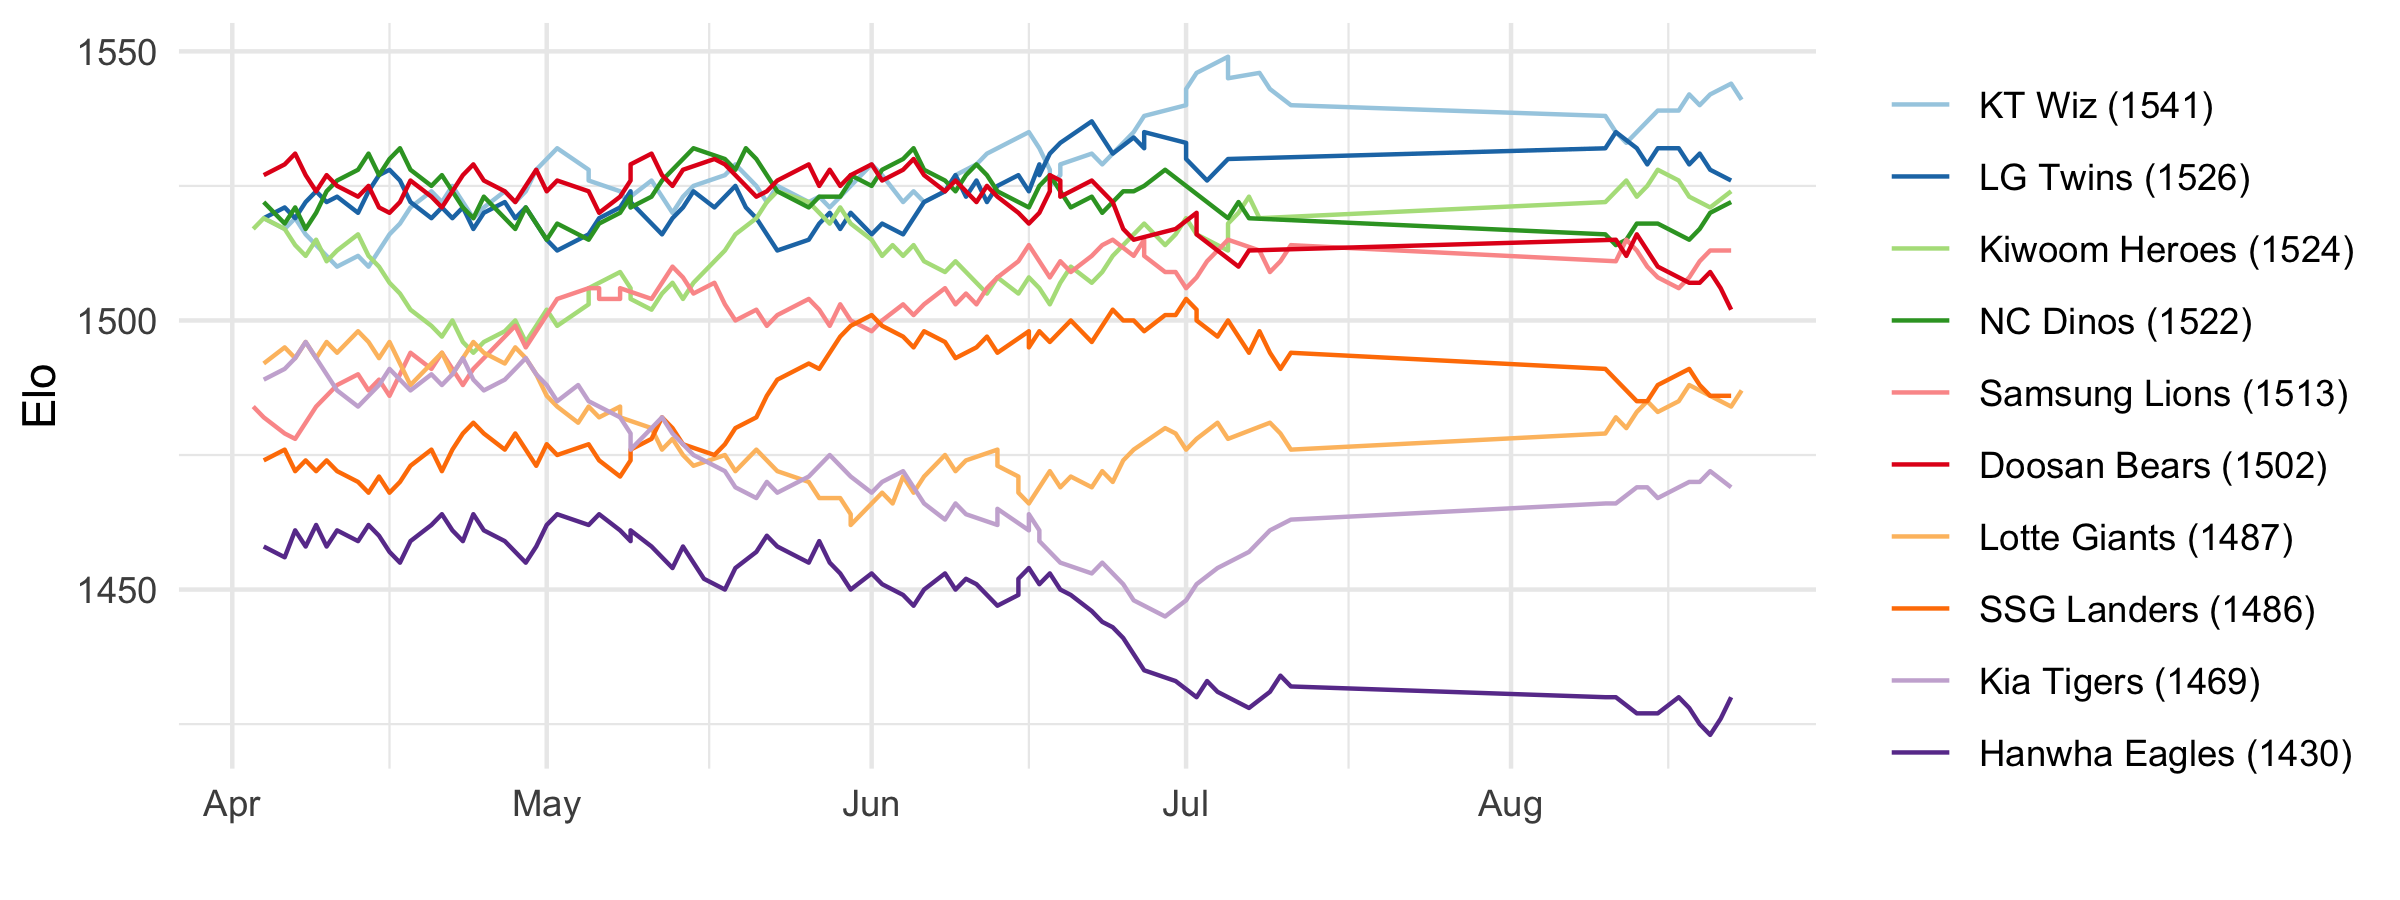 1550
1500
1450
Elo
Apr
May
Jun
Jul
Aug
KT Wiz (1541)
LG Twins (1526)
Kiwoom Heroes (1524)
NC Dinos (1522)
Samsung Lions (1513)
Doosan Bears (1502)
Lotte Giants (1487)
SSG Landers (1486)
Kia Tigers (1469)
Hanwha Eagles (1430)